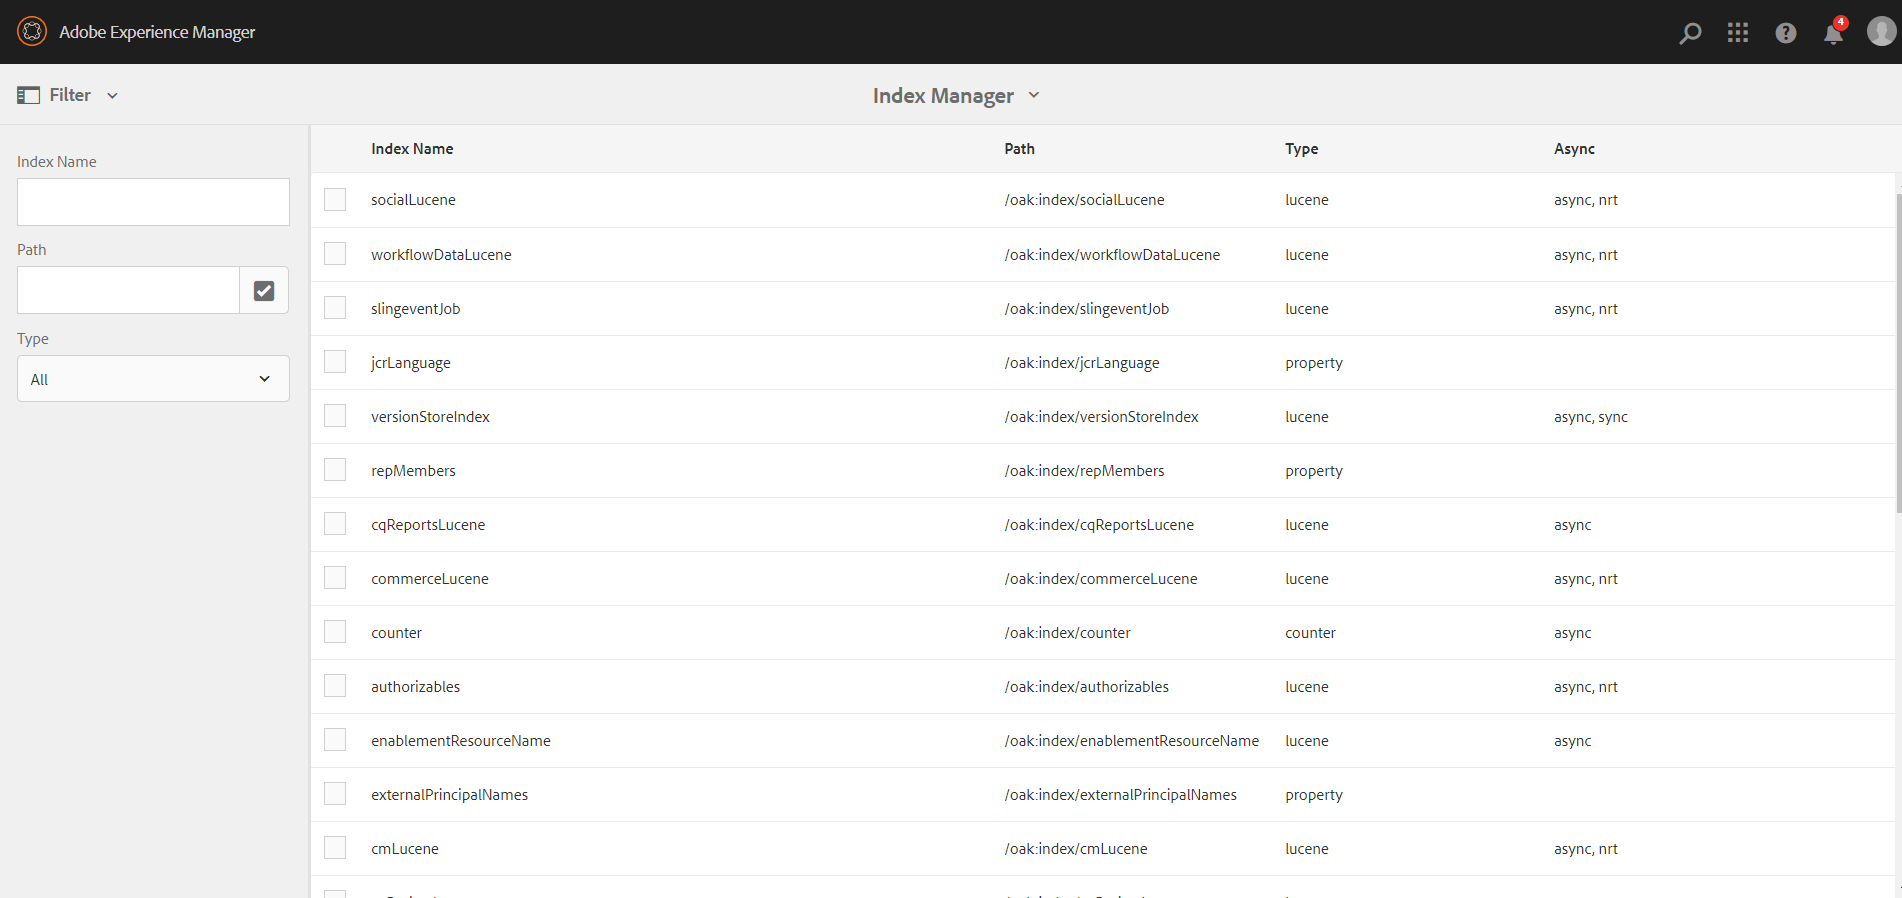 Adobe Experience Manager
4
Filter
Index Manager
Index Name
Path
Type
All
Index Name Path Type Async
socialLucene /oak:index/socialLucene lucene async, nrt
workflowDataLucene /oak:index/workflowDataLucene lucene async, nrt
slingeventJob /oak:index/slingeventJob lucene async, nrt
jcrLanguage /oak:index/jcrLanguage property
versionStoreIndex /oak:index/versionStoreIndex lucene async, sync
repMembers /oak:index/repMembers property
cqReportsLucene /oak:index/cqReportsLucene lucene async
commerceLucene /oak:index/commerceLucene lucene async, nrt
counter /oak:index/counter counter async
authorizables /oak:index/authorizables lucene async, nrt
enablementResourceName /oak:index/enablementResourceName lucene async
externalPrincipalNames /oak:index/externalPrincipalNames property
cmLucene /oak:index/cmLucene lucene async, nrt